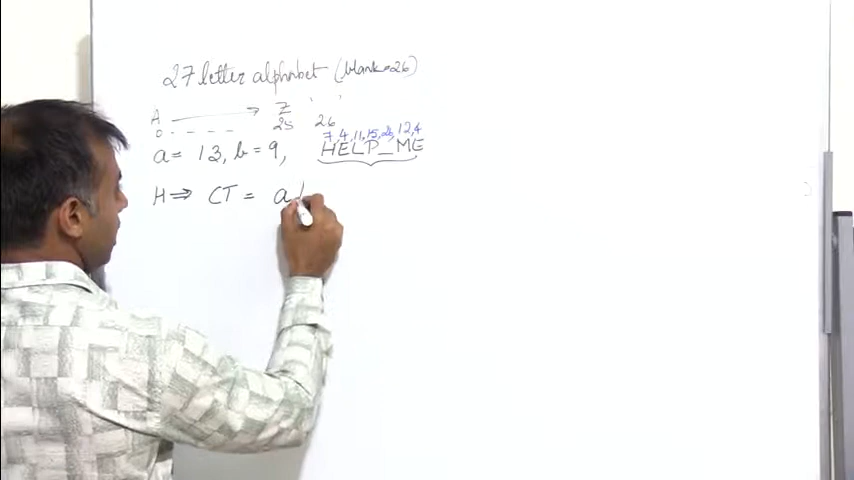 27 letter alphabet (blank=26)
A → Z ' '
0 - - - - 25 26
7,4,11,15,26,12,4
a = 13, b = 9, HELP_ME
H ⇒ CT = a